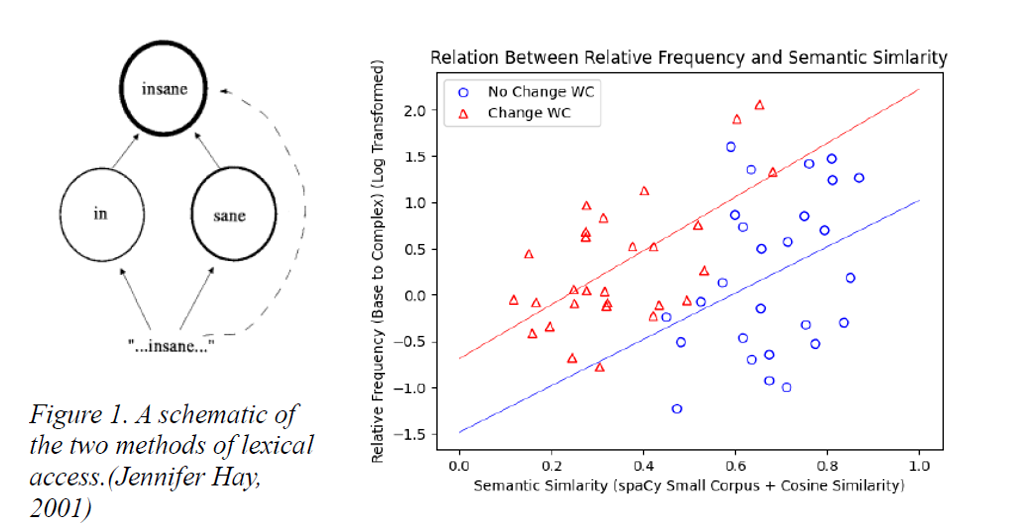 insane
in
sane
"...insane..."
Figure 1. A schematic of
the two methods of lexical
access.(Jennifer Hay,
2001)
Relation Between Relative Frequency and Semantic Simlarity
Relative Frequency (Base to Complex) (Log Transformed)
No Change WC
Change WC
2.0
1.5
1.0
0.5
0.0
−0.5
−1.0
−1.5
0.0 0.2 0.4 0.6 0.8 1.0
Semantic Simlarity (spaCy Small Corpus + Cosine Similarity)